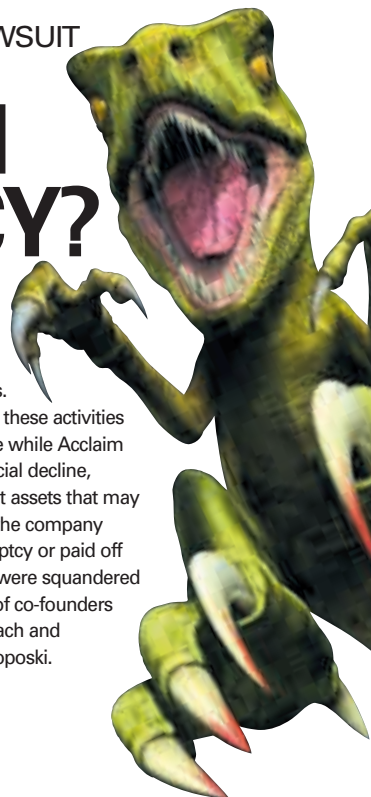 WSUIT
CY?
s.
these activities
e while Acclaim
cial decline,
t assets that may
he company
ptcy or paid off
were squandered
of co-founders
ach and
oposki.